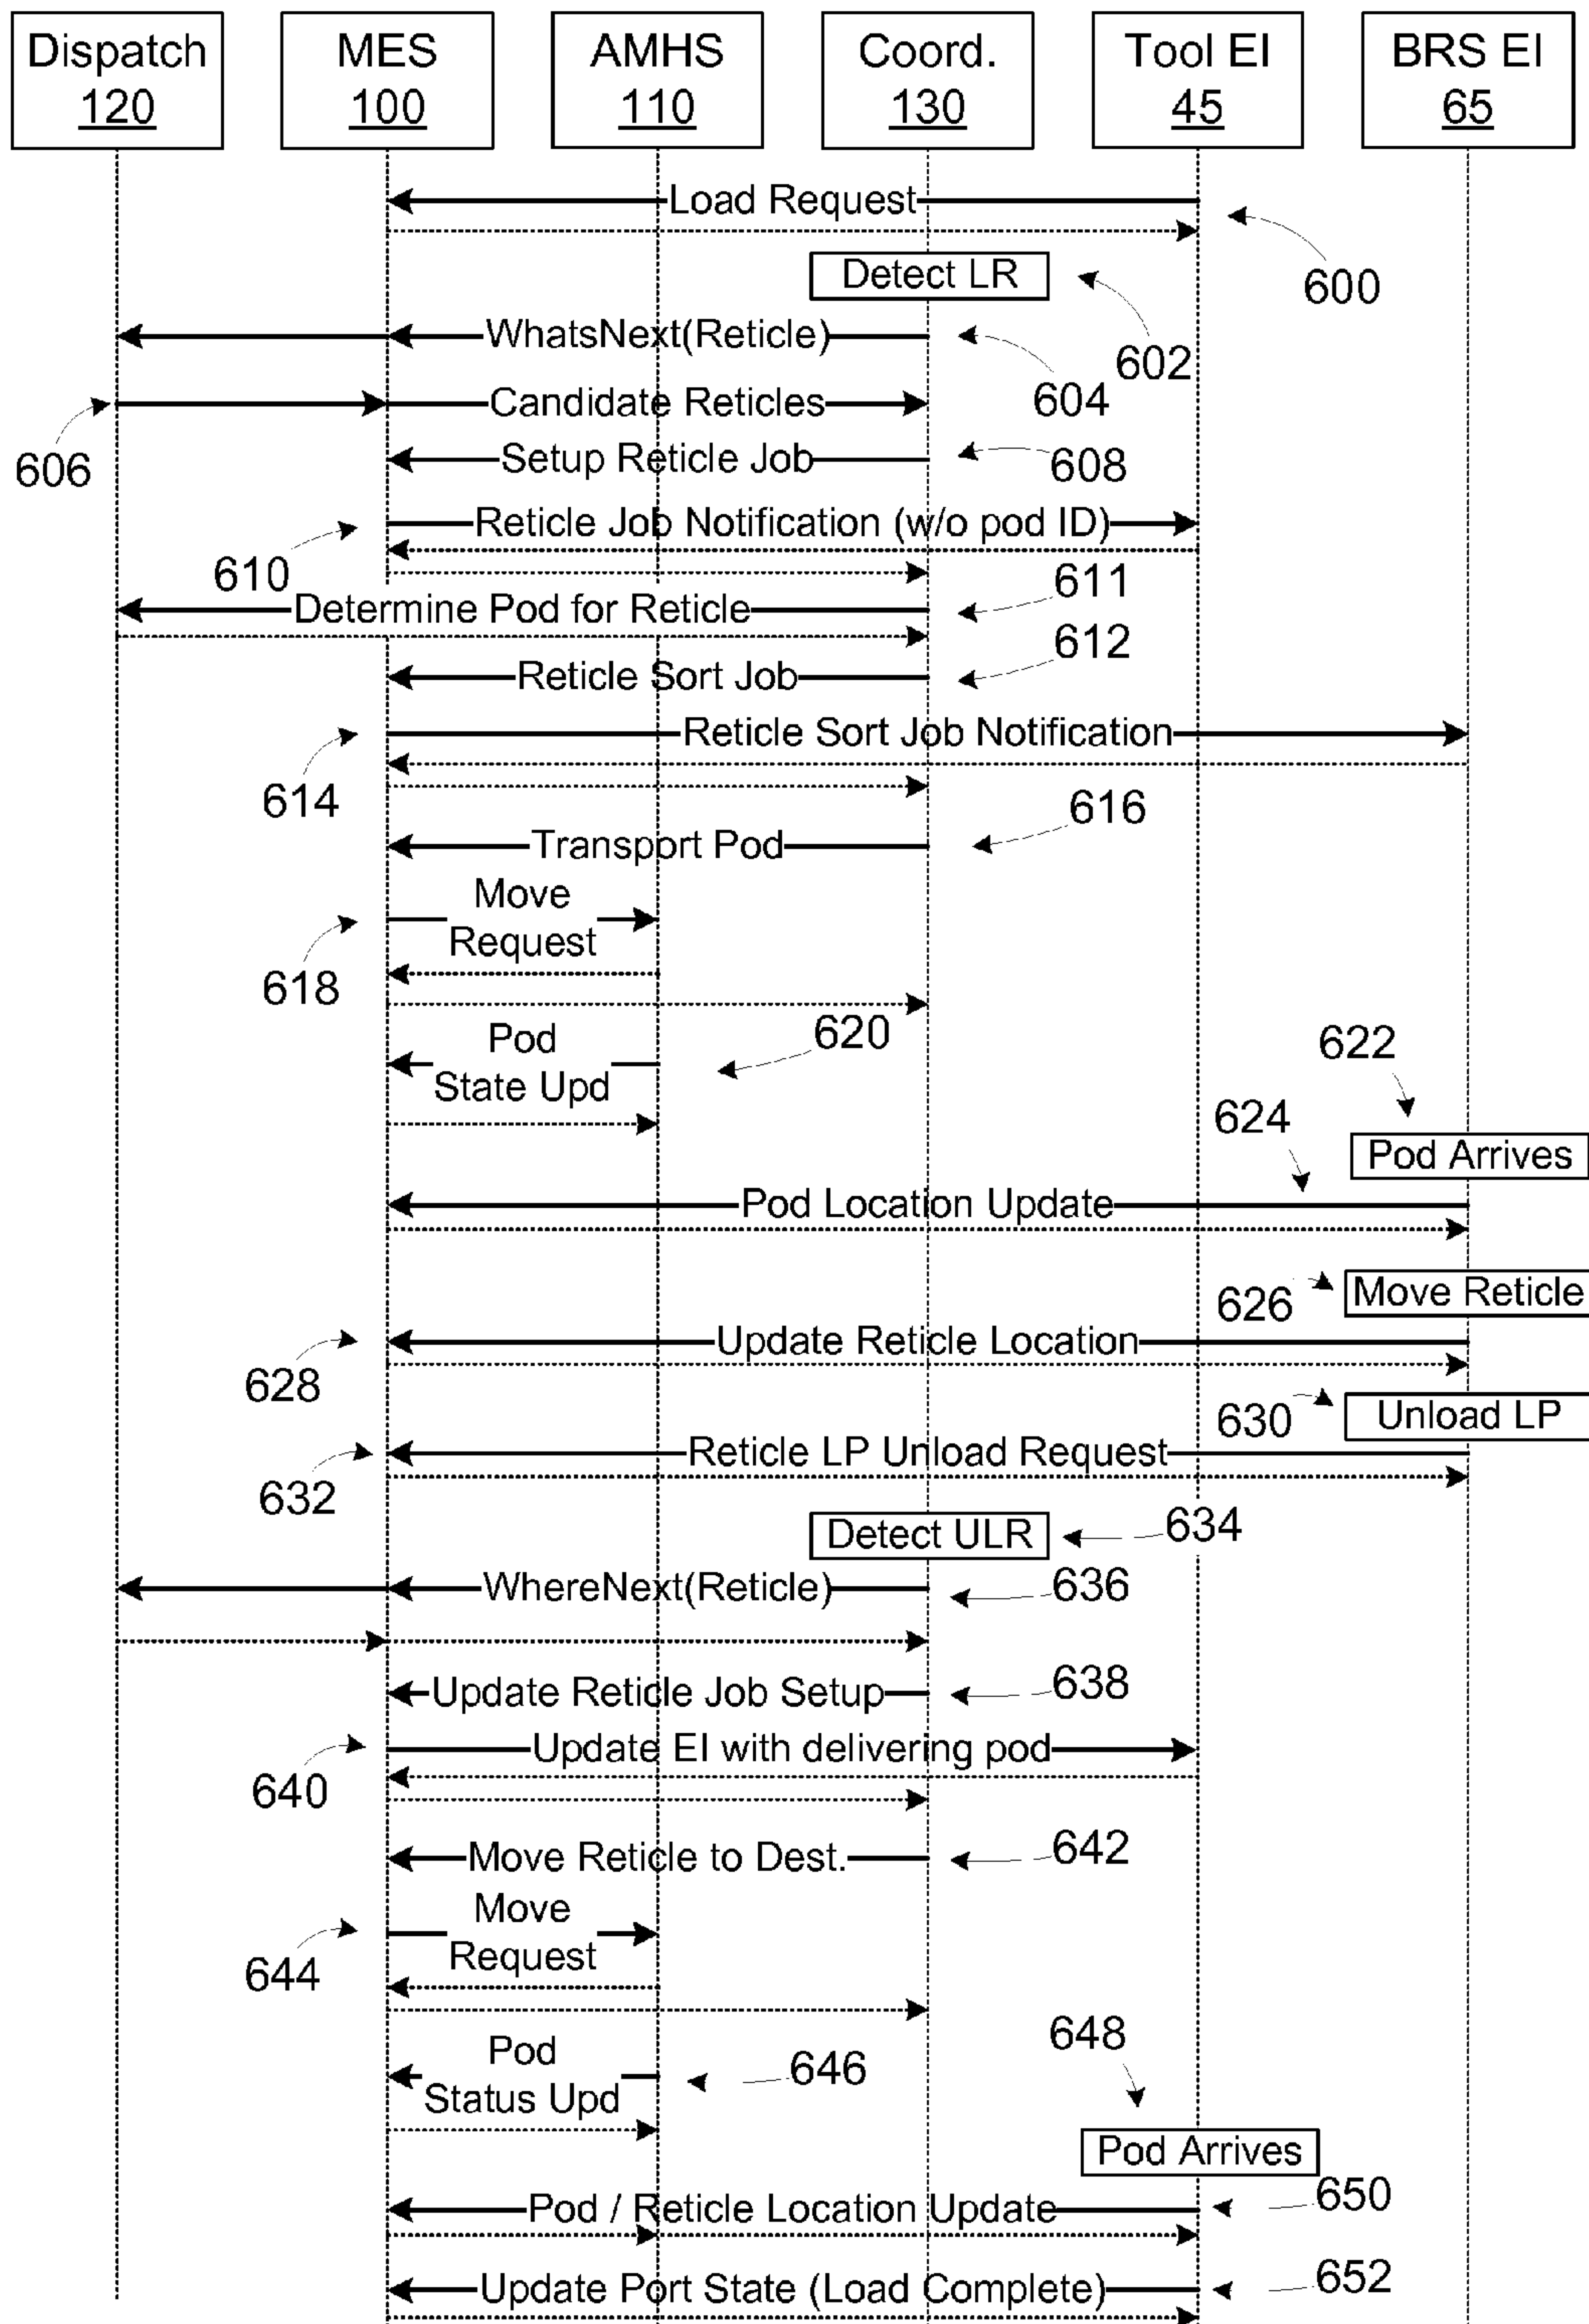 Dispatch
120
MES
100
AMHS
110
Coord.
130
Tool EI
45
BRS EI
65
Load Request
600
Detect LR
602
WhatsNext(Reticle)
604
Candidate Reticles
606
Setup Reticle Job
608
Reticle Job Notification (w/o pod ID)
610
Determine Pod for Reticle
611
Reticle Sort Job
612
Reticle Sort Job Notification
614
Transport Pod
616
Move
Request
618
Pod
State Upd
620
622
Pod Arrives
624
Pod Location Update
626
Move Reticle
Update Reticle Location
628
630
Unload LP
Reticle LP Unload Request
632
Detect ULR
634
WhereNext(Reticle)
636
Update Reticle Job Setup
638
Update EI with delivering pod
640
Move Reticle to Dest.
642
Move
Request
644
Pod
Status Upd
646
648
Pod Arrives
Pod / Reticle Location Update
650
Update Port State (Load Complete)
652